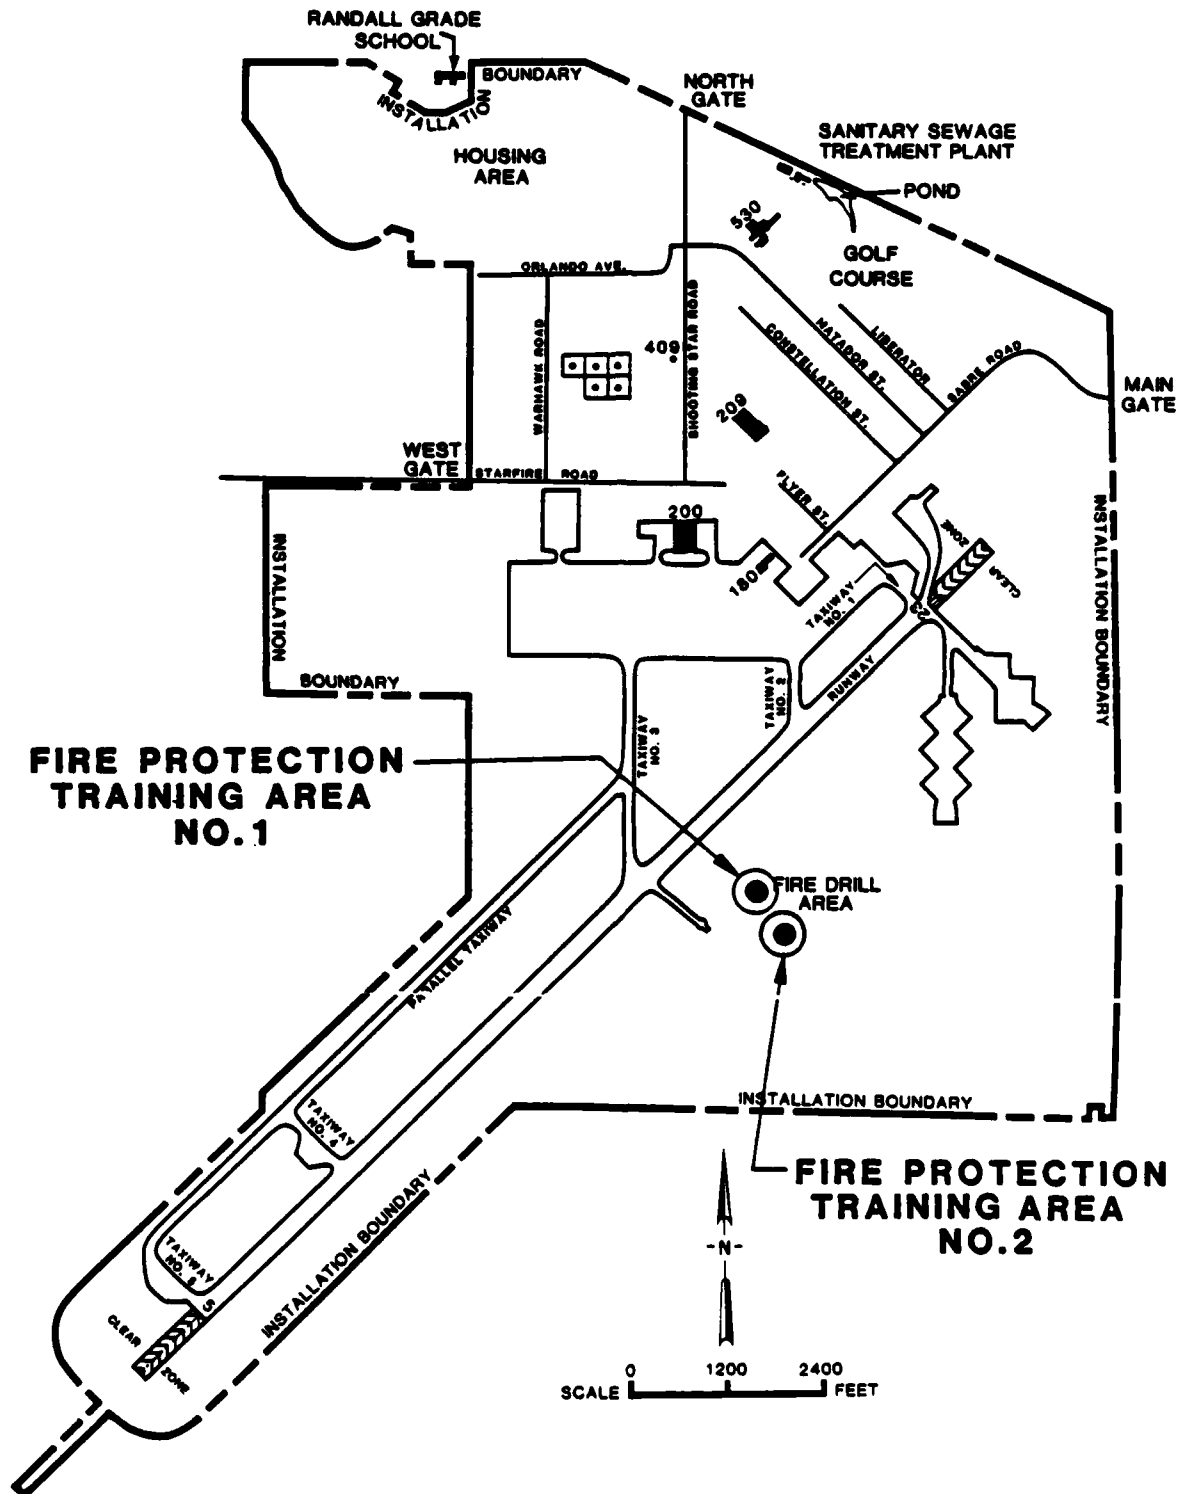 RANDALL GRADE
SCHOOL
BOUNDARY
INSTALLATION
NORTH
GATE
HOUSING
AREA
SANITARY SEWAGE
TREATMENT PLANT
POND
530
GOLF
COURSE
ORLANDO AVE.
WARHAWK ROAD
409
SHOOTING STAR ROAD
CONSTELLATION ST.
MATADOR ST.
LIBERATOR
SABRE ROAD
MAIN
GATE
209
WEST
GATE
STARFIRE ROAD
FLYER ST.
200
180
INSTALLATION
BOUNDARY
CLEAR
ZONE
INSTALLATION BOUNDARY
TAXIWAY
NO. 1
23
RUNWAY
TAXIWAY
NO. 2
TAXIWAY
NO. 3
FIRE PROTECTION
TRAINING AREA
NO. 1
FIRE DRILL
AREA
PARALLEL TAXIWAY
TAXIWAY
NO. 4
INSTALLATION BOUNDARY
INSTALLATION BOUNDARY
FIRE PROTECTION
TRAINING AREA
NO. 2
-N-
TAXIWAY
NO. 5
5
CLEAR
ZONE
0 1200 2400
SCALE FEET